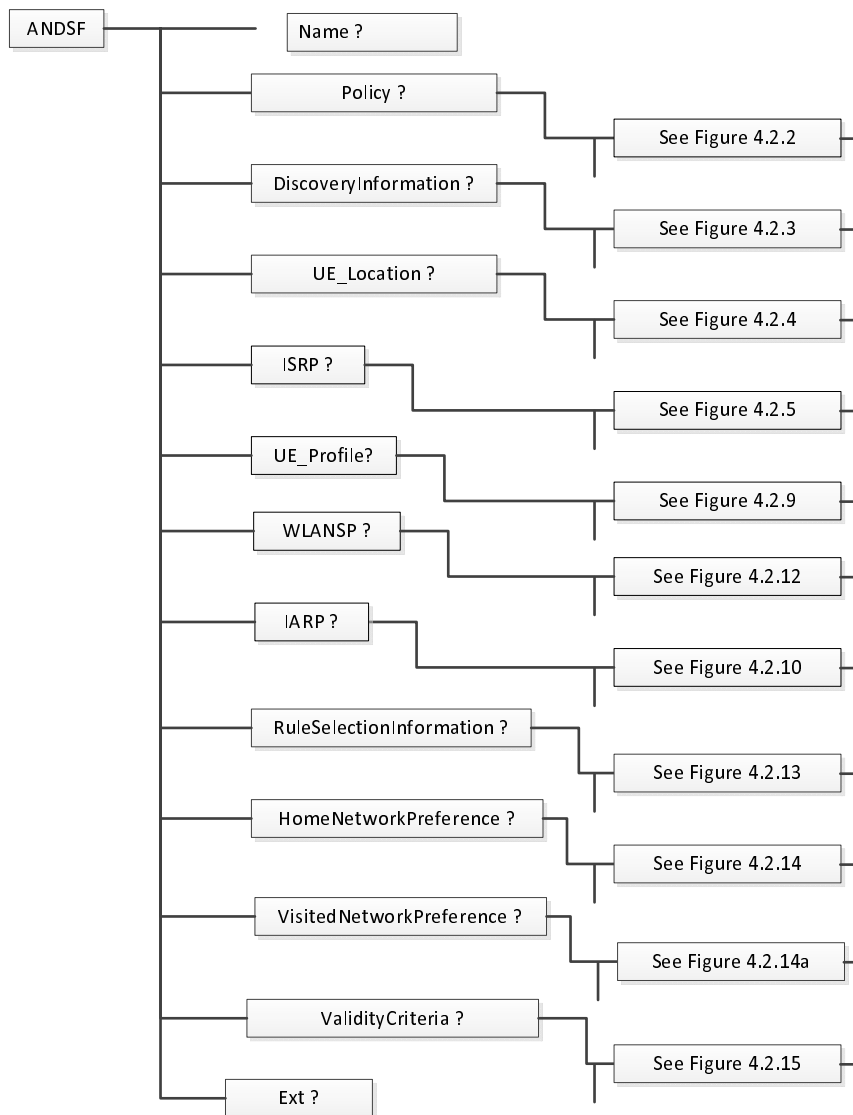 ANDSF
Name ?
Policy ?
See Figure 4.2.2
DiscoveryInformation ?
See Figure 4.2.3
UE_Location ?
See Figure 4.2.4
ISRP ?
See Figure 4.2.5
UE_Profile?
See Figure 4.2.9
WLANSP ?
See Figure 4.2.12
IARP ?
See Figure 4.2.10
RuleSelectionInformation ?
See Figure 4.2.13
HomeNetworkPreference ?
See Figure 4.2.14
VisitedNetworkPreference ?
See Figure 4.2.14a
ValidityCriteria ?
See Figure 4.2.15
Ext ?